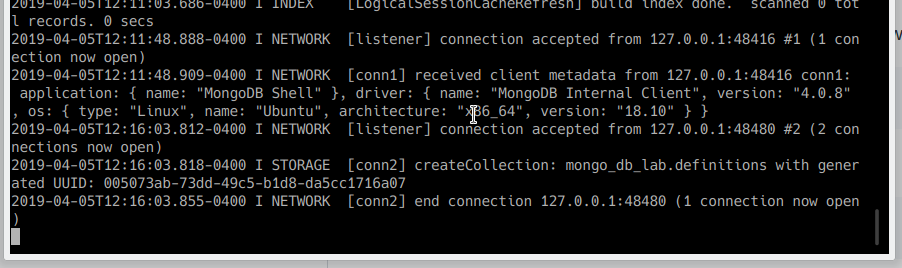 2019-04-05T12:11:03.686-0400 I INDEX    [LogicalSessionCacheRefresh] build index done.  scanned 0 tot
l records. 0 secs
2019-04-05T12:11:48.888-0400 I NETWORK  [listener] connection accepted from 127.0.0.1:48416 #1 (1 con
ection now open)
2019-04-05T12:11:48.909-0400 I NETWORK  [conn1] received client metadata from 127.0.0.1:48416 conn1:
 application: { name: "MongoDB Shell" }, driver: { name: "MongoDB Internal Client", version: "4.0.8"
, os: { type: "Linux", name: "Ubuntu", architecture: "x86_64", version: "18.10" } }
2019-04-05T12:16:03.812-0400 I NETWORK  [listener] connection accepted from 127.0.0.1:48480 #2 (2 con
nections now open)
2019-04-05T12:16:03.818-0400 I STORAGE  [conn2] createCollection: mongo_db_lab.definitions with gener
ated UUID: 005073ab-73dd-49c5-b1d8-da5cc1716a07
2019-04-05T12:16:03.855-0400 I NETWORK  [conn2] end connection 127.0.0.1:48480 (1 connection now open
)